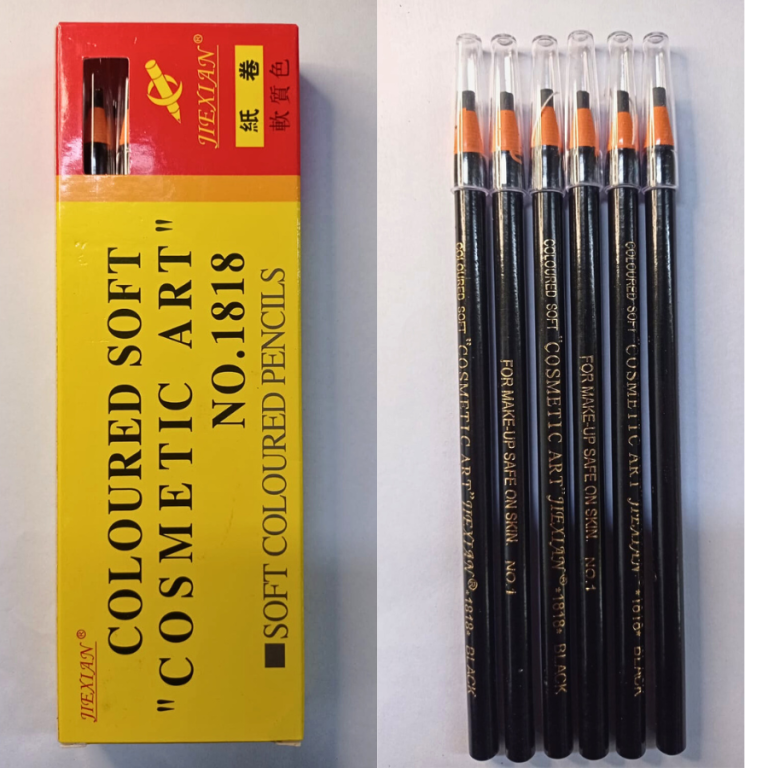 JIEXIAN®
紙卷
軟質色
COLOURED SOFT
"COSMETIC ART"
NO.1818
SOFT COLOURED PENCILS
JIEXIAN®
COLOURED SOFT "COSMETIC ART" JIEXIAN® *1818* BLACK
FOR MAKE-UP SAFE ON SKIN. NO.1
COLOURED SOFT "COSMETIC ART" JIEXIAN® *1818* BLACK
FOR MAKE-UP SAFE ON SKIN. NO.1
COLOURED SOFT "COSMETIC ART JIEXIAN *1818* BLACK